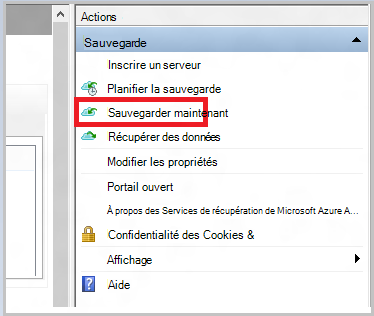 Actions
Sauvegarde
Inscrire un serveur
Planifier la sauvegarde
Sauvegarder maintenant
Récupérer des données
Modifier les propriétés
Portail ouvert
À propos des Services de récupération de Microsoft Azure A...
Confidentialité des Cookies &
Affichage
Aide